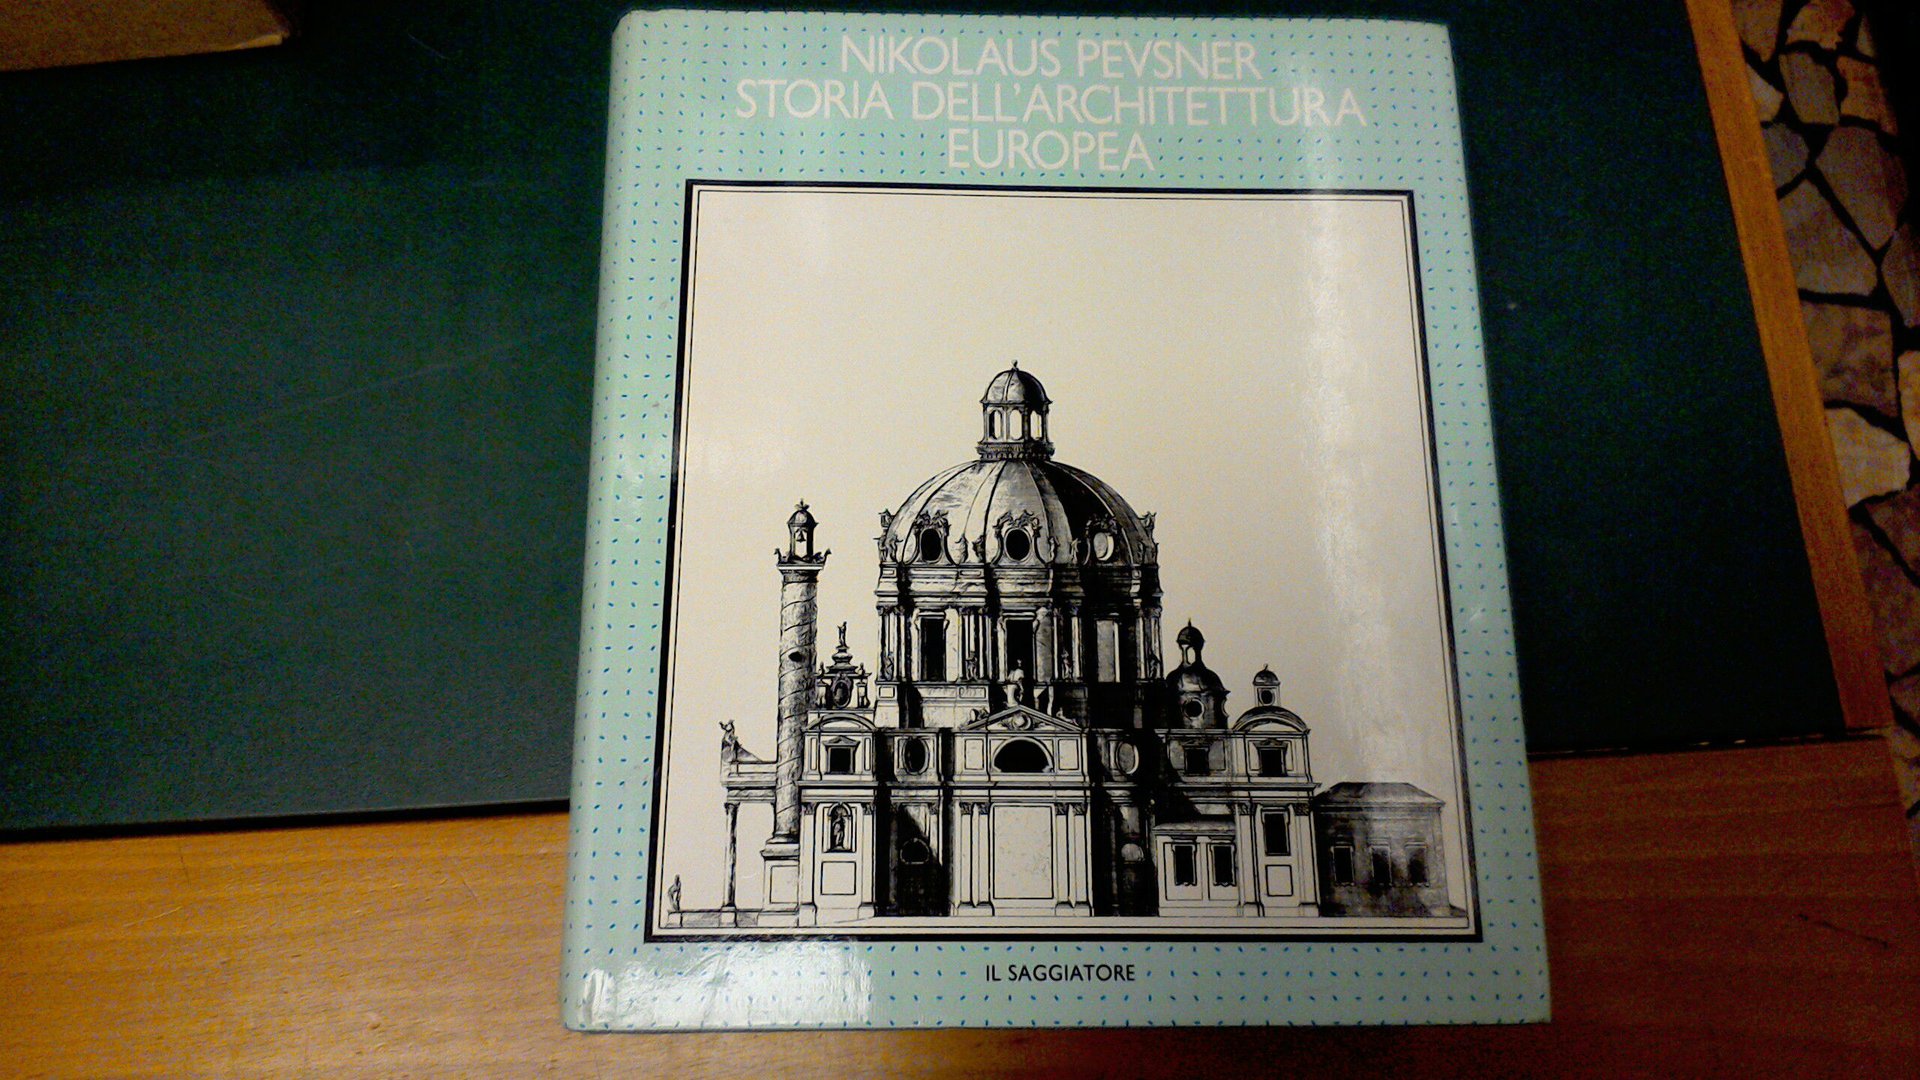 NIKOLAUS PEVSNER
STORIA DELL'ARCHITETTURA
EUROPEA
IL SAGGIATORE